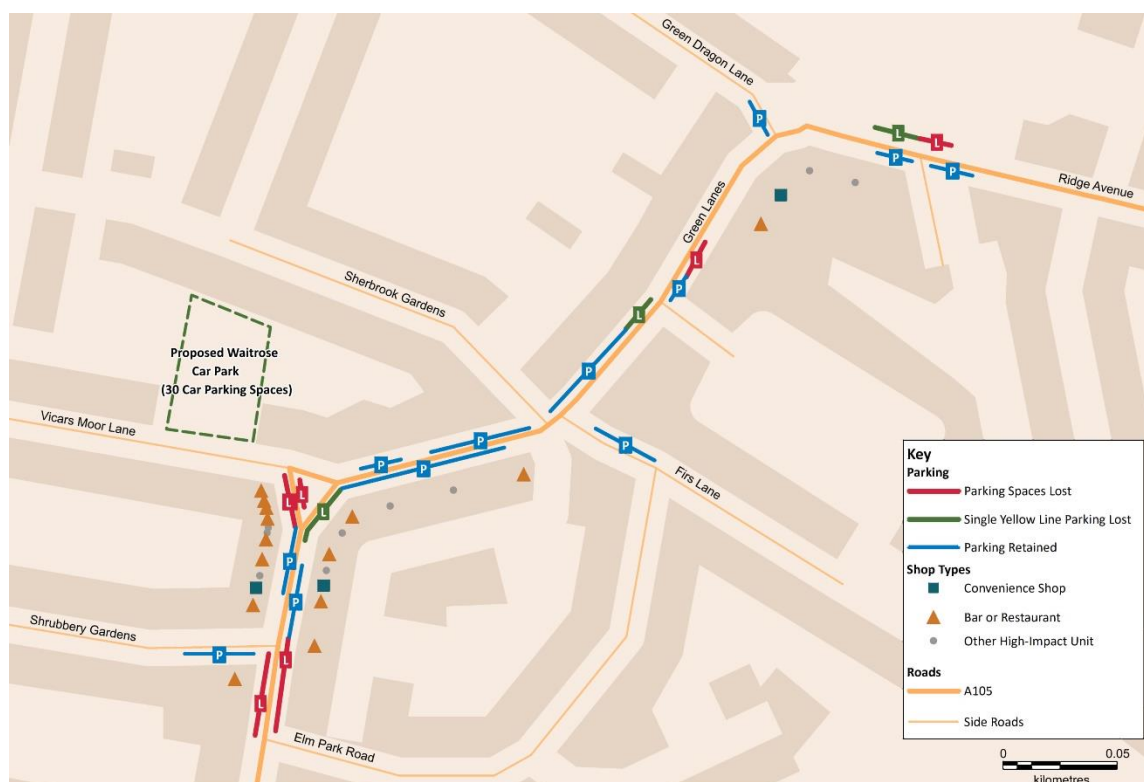 Green Dragon Lane
P
L
L
P
P
Ridge Avenue
Green Lanes
L
P
Sherbrook Gardens
L
Proposed Waitrose
Car Park
(30 Car Parking Spaces)
P
Vicars Moor Lane
P
P
P
P
Firs Lane
L
L
L
P
P
Shrubbery Gardens
P
L
L
Elm Park Road
Key
Parking
L Parking Spaces Lost
L Single Yellow Line Parking Lost
P Parking Retained
Shop Types
Convenience Shop
Bar or Restaurant
Other High-Impact Unit
Roads
A105
Side Roads
0 0.05
kilometres